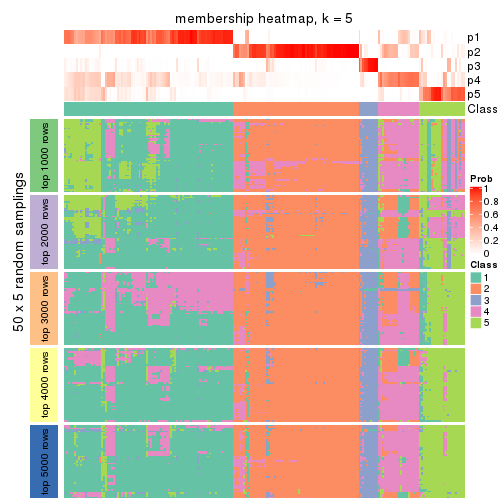 membership heatmap, k = 5
p1
p2
p3
p4
p5
Class
50 x 5 random samplings
top 1000 rows
top 2000 rows
top 3000 rows
top 4000 rows
top 5000 rows
Prob
1
0.8
0.6
0.4
0.2
0
Class
1
2
3
4
5